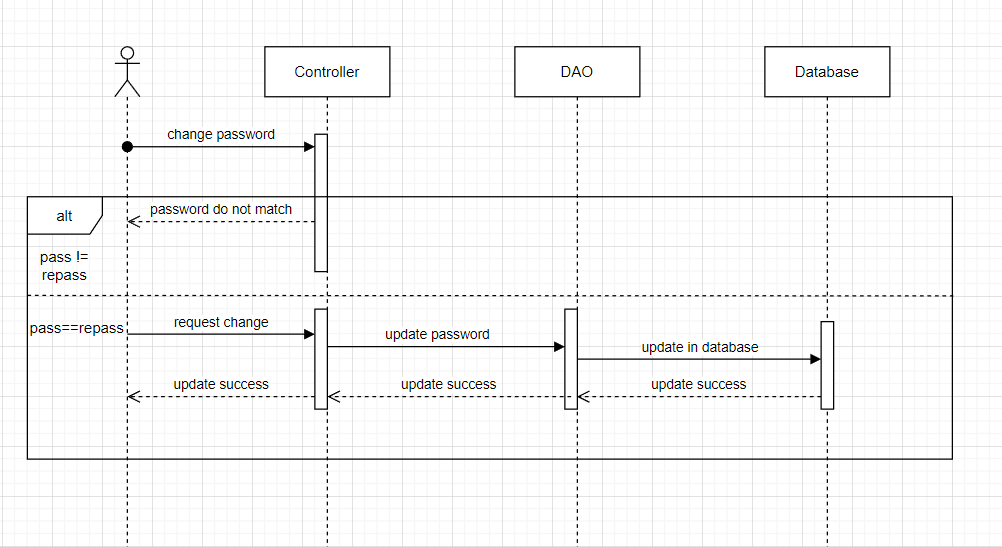 Controller
DAO
Database
change password
alt
password do not match
pass !=
repass
pass==repass
request change
update password
update in database
update success
update success
update success